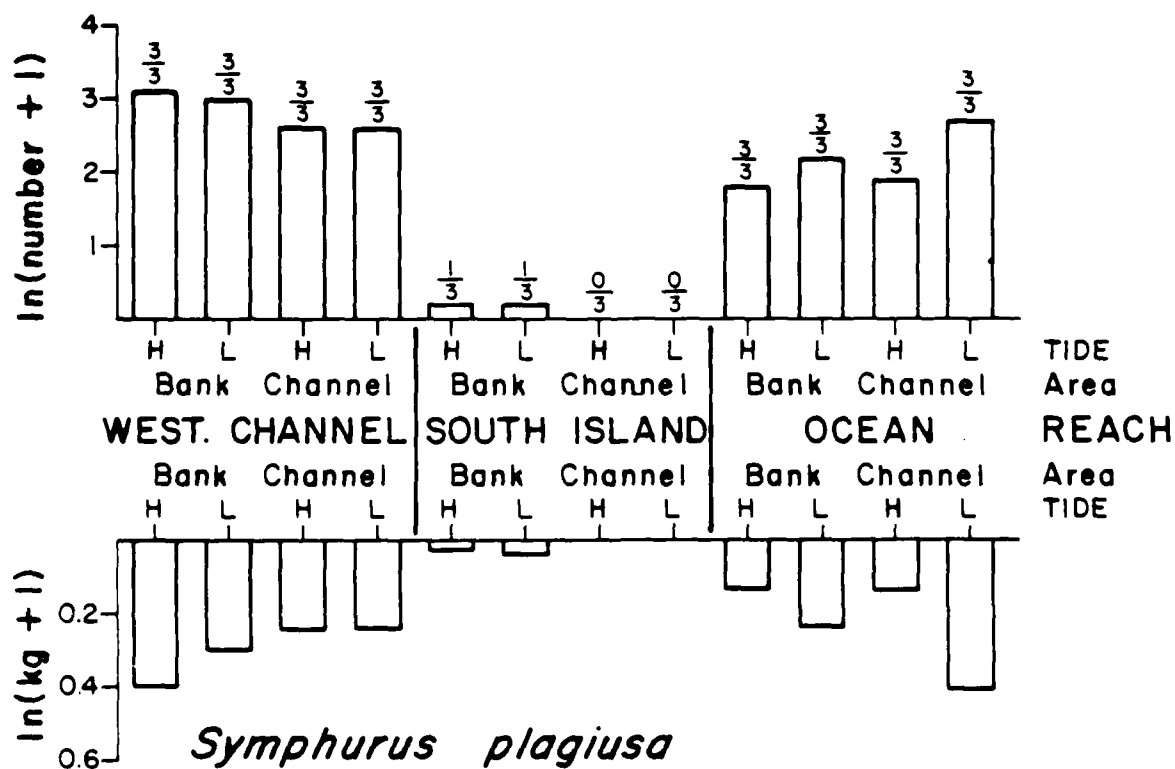 4
3
2
1
ln(number + 1)
3/3 3/3 3/3 3/3 1/3 1/3 0/3 0/3 3/3 3/3 3/3 3/3
H L H L H L H L H L H L TIDE
Bank Channel Bank Channel Bank Channel Area
WEST. CHANNEL SOUTH ISLAND OCEAN REACH
Bank Channel Bank Channel Bank Channel Area
H L H L H L H L H L H L TIDE
0.2
0.4
0.6
ln(kg + 1)
Symphurus plagiusa